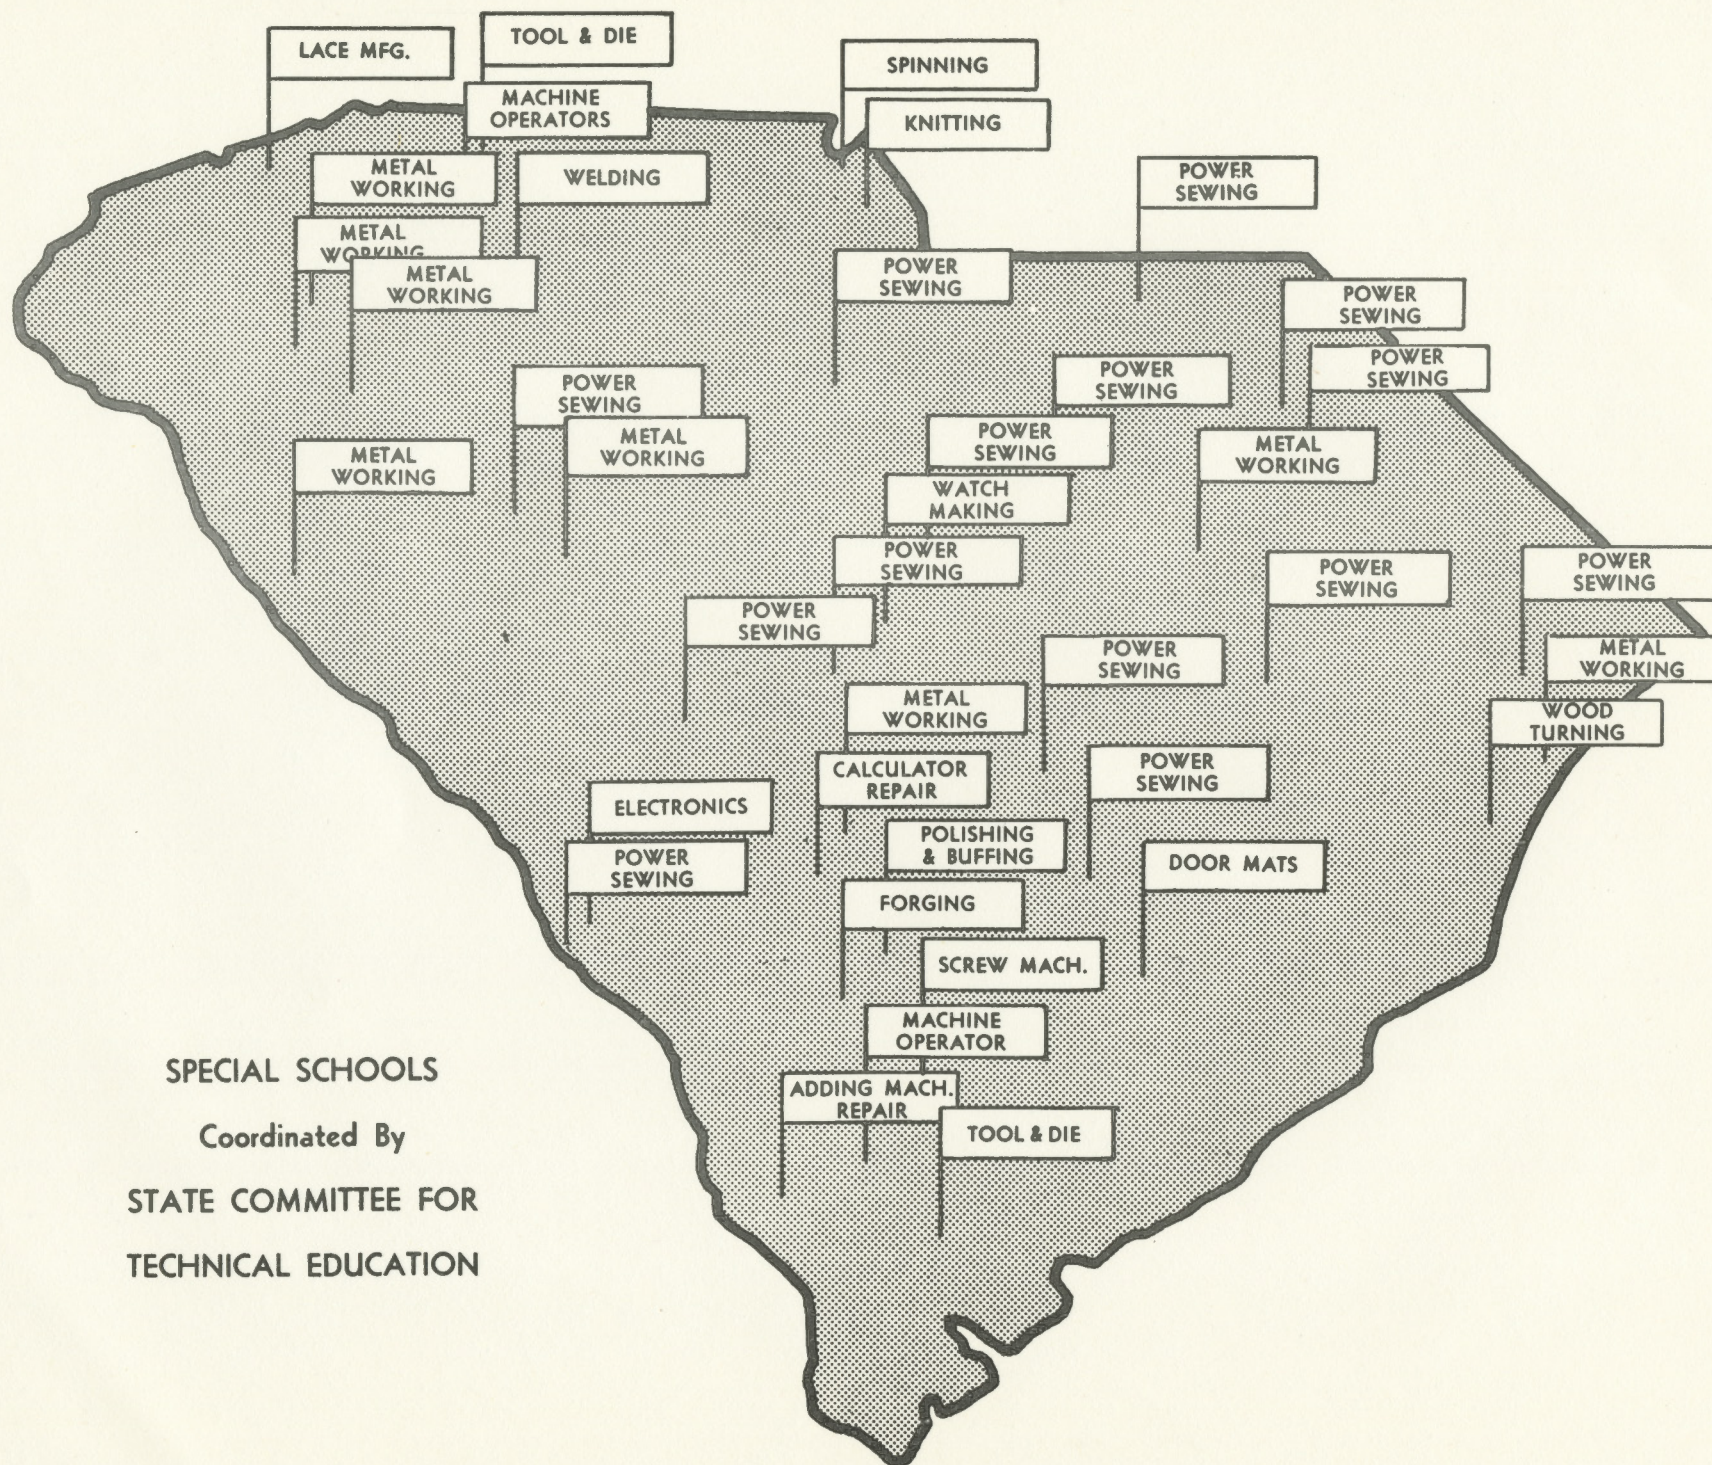 LACE MFG.
TOOL & DIE
MACHINE
OPERATORS
SPINNING
KNITTING
METAL
WORKING
WELDING
POWER
SEWING
METAL
WORKING
METAL
WORKING
POWER
SEWING
POWER
SEWING
POWER
SEWING
POWER
SEWING
POWER
SEWING
METAL
WORKING
METAL
WORKING
POWER
SEWING
METAL
WORKING
WATCH
MAKING
POWER
SEWING
POWER
SEWING
POWER
SEWING
POWER
SEWING
POWER
SEWING
METAL
WORKING
METAL
WORKING
WOOD
TURNING
POWER
SEWING
CALCULATOR
REPAIR
POWER
SEWING
ELECTRONICS
POLISHING
& BUFFING
POWER
SEWING
DOOR MATS
FORGING
SCREW MACH.
MACHINE
OPERATOR
ADDING MACH.
REPAIR
TOOL & DIE
SPECIAL SCHOOLS
Coordinated By
STATE COMMITTEE FOR
TECHNICAL EDUCATION